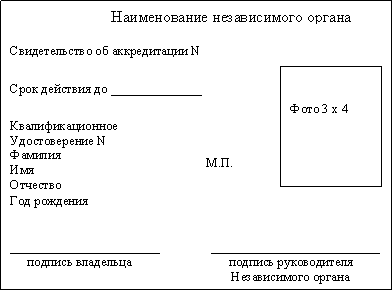 Наименование независимого органа
Свидетельство об аккредитации N
Срок действия до ______________
Фото 3 х 4
Квалификационное
Удостоверение N
Фамилия
Имя
М.П.
Отчество
Год рождения
подпись владельца
подпись руководителя
Независимого органа